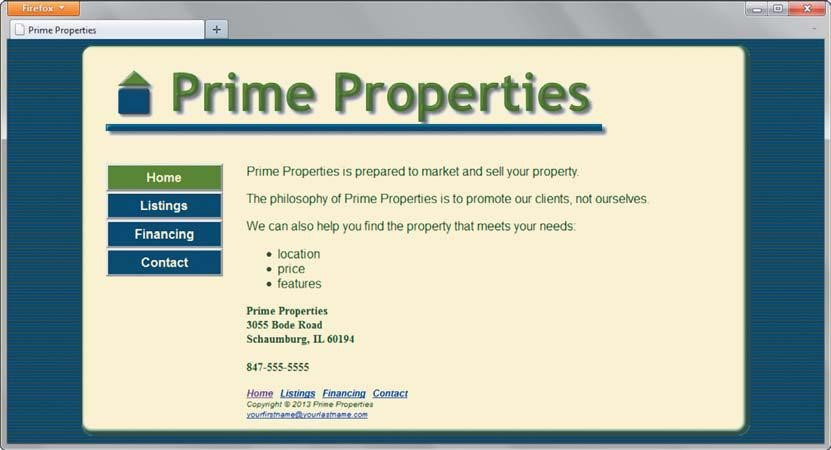 Firefox
Prime Properties
Prime Properties
Home
Listings
Financing
Contact
Prime Properties is prepared to market and sell your property.
The philosophy of Prime Properties is to promote our clients, not ourselves.
We can also help you find the property that meets your needs:
• location
• price
• features
Prime Properties
3055 Bode Road
Schaumburg, IL 60194
847-555-5555
Home Listings Financing Contact
Copyright © 2013 Prime Properties
yourfirstname@yourlastname.com